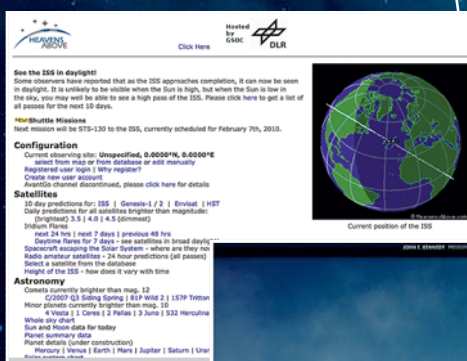 HEAVENS
ABOVE
Click Here
Hosted
by
GSOC
DLR
See the ISS in daylight!
Some observers have reported that as the ISS approaches completion, it can now be seen
in daylight. It is unlikely to be visible when the Sun is high, but when the Sun is low in
the sky, you may well be able to see a high pass of the ISS. Please click here to get a list of
all passes for the next 10 days.
Shuttle Missions
Next mission will be STS-130 to the ISS, currently scheduled for February 7th, 2010.
Configuration
Current observing site: Unspecified, 0.0000°N, 0.0000°E
select from map or from database or edit manually
Registered user login | Why register?
Create new user account
AvantGo channel discontinued, please click here for details
Satellites
10 day predictions for: ISS | Genesis-1 / 2 | Envisat | HST
Daily predictions for all satellites brighter than magnitude:
(brightest) 3.5 | 4.0 | 4.5 (dimmest)
Iridium Flares
next 24 hrs | next 7 days | previous 48 hrs
Daytime flares for 7 days - see satellites in broad daylight
Spacecraft escaping the Solar System - where are they now
Radio amateur satellites - 24 hour predictions (all passes)
Select a satellite from the database
Height of the ISS - how does it vary with time
Astronomy
Comets currently brighter than mag. 12
C/2007 Q3 Siding Spring | 81P Wild 2 | 157P Tritton
Minor planets currently brighter than mag. 10
4 Vesta | 1 Ceres | 2 Pallas | 3 Juno | 532 Herculina
Whole sky chart
Sun and Moon data for today
Planet summary data
Planet details (under construction)
Mercury | Venus | Earth | Mars | Jupiter | Saturn | Uran
Solar system chart
© Heavens-Above.com
Current position of the ISS
JOHN F. KENNEDY